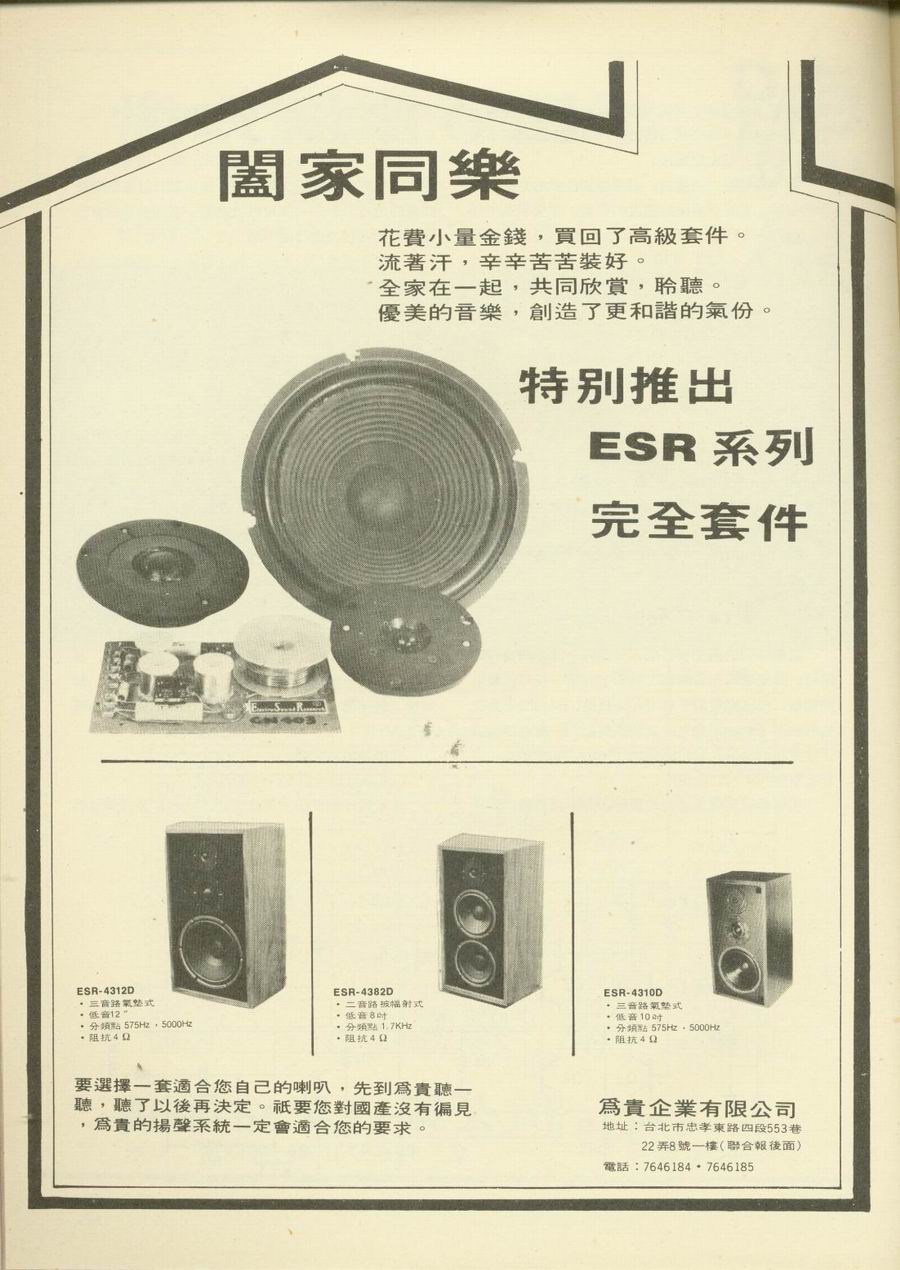 闔家同樂
花費小量金錢，買回了高級套件。
流著汗，辛辛苦苦裝好。
全家在一起，共同欣賞，聆聽。
優美的音樂，創造了更和諧的氣份。
特別推出
ESR 系列
完全套件
Electro Sound Research ®
GN403
ESR-4312D
・三音路氣墊式
・低音12"
・分頻點 575Hz，5000Hz
・阻抗 4 Ω
ESR-4382D
・二音路被幅射式
・低音 8 吋
・分頻點 1.7KHz
・阻抗 4 Ω
ESR-4310D
・三音路氣墊式
・低音 10 吋
・分頻點 575Hz・5000Hz
・阻抗 4 Ω
要選擇一套適合您自己的喇叭，先到爲貴聽一
聽，聽了以後再決定。祇要您對國產沒有偏見
，爲貴的揚聲系統一定會適合您的要求。
爲貴企業有限公司
地址：台北市忠孝東路四段553巷
22弄8號一樓(聯合報後面)
電話：7646184・7646185